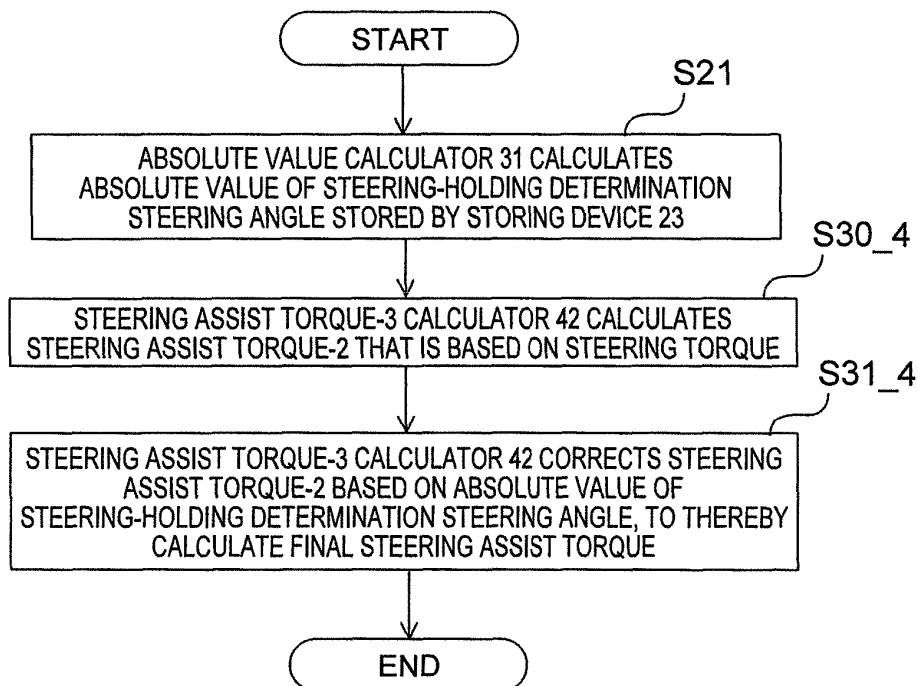 START
S21
ABSOLUTE VALUE CALCULATOR 31 CALCULATES
ABSOLUTE VALUE OF STEERING-HOLDING DETERMINATION
STEERING ANGLE STORED BY STORING DEVICE 23
S30_4
STEERING ASSIST TORQUE-3 CALCULATOR 42 CALCULATES
STEERING ASSIST TORQUE-2 THAT IS BASED ON STEERING TORQUE
S31_4
STEERING ASSIST TORQUE-3 CALCULATOR 42 CORRECTS STEERING
ASSIST TORQUE-2 BASED ON ABSOLUTE VALUE OF
STEERING-HOLDING DETERMINATION STEERING ANGLE, TO THEREBY
CALCULATE FINAL STEERING ASSIST TORQUE
END